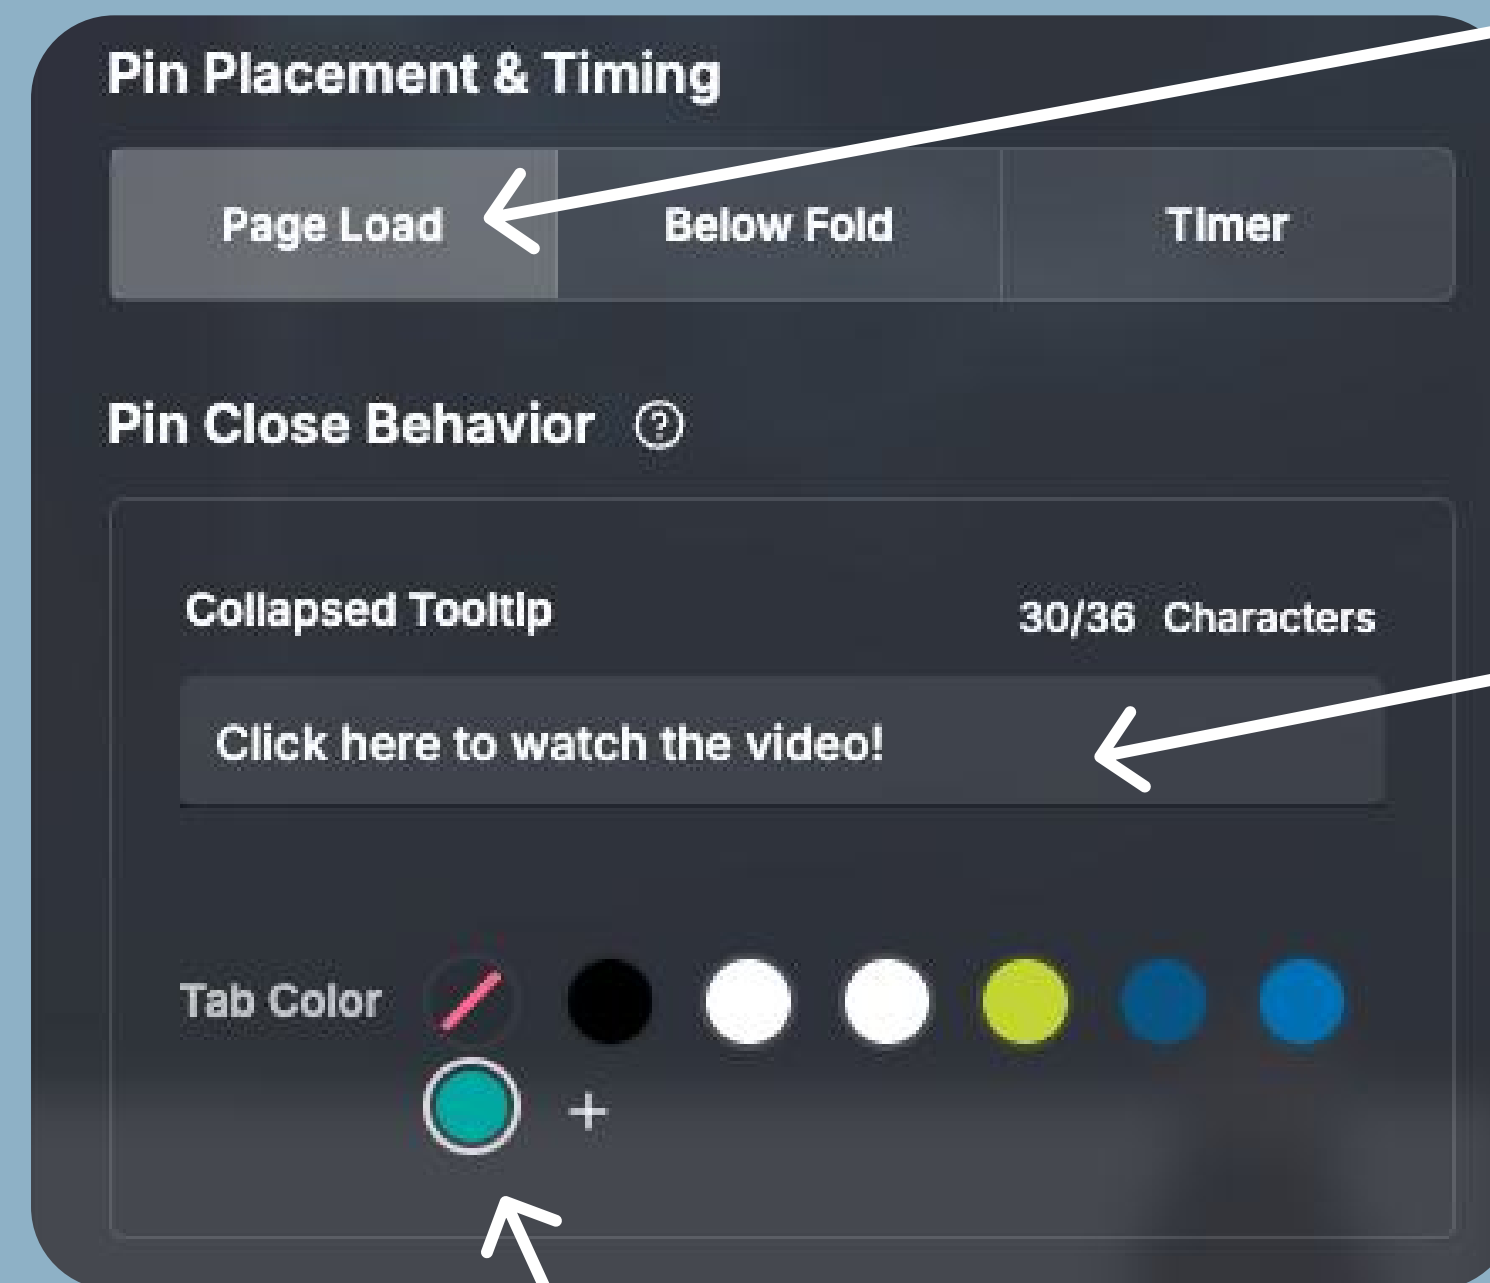 Pin Placement & Timing
Page Load Below Fold Timer
Pin Close Behavior ?
Collapsed Tooltip 30/36 Characters
Click here to watch the video!
Tab Color
+